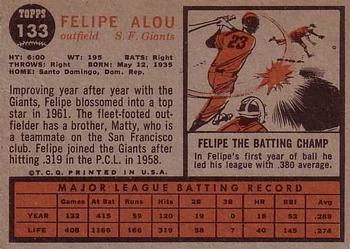 TOPPS
133
FELIPE ALOU
outfield S. F. Giants
HT: 6:00 WT: 195 BATS: Right
THROWS: Right BORN: May 12, 1935
HOME: Santo Domingo, Dom. Rep.
Improving year after year with the
Giants, Felipe blossomed into a top
star in 1961. The fleet-footed out-
fielder has a brother, Matty, who
is a teammate on the San Francisco
club. Felipe joined the Giants after
hitting .319 in the P.C.L. in 1958.
© T.C.G. PRINTED IN U.S.A.
23
FELIPE THE BATTING CHAMP
In Felipe's first year of ball he
led his league with .380 average.
MAJOR LEAGUE BATTING RECORD
Games At Bat Runs Hits 2B 3B HR RBI Avg.
YEAR 132 415 59 120 19 0 18 52 .289
LIFE 408 1166 166 319 53 9 46 144 .274